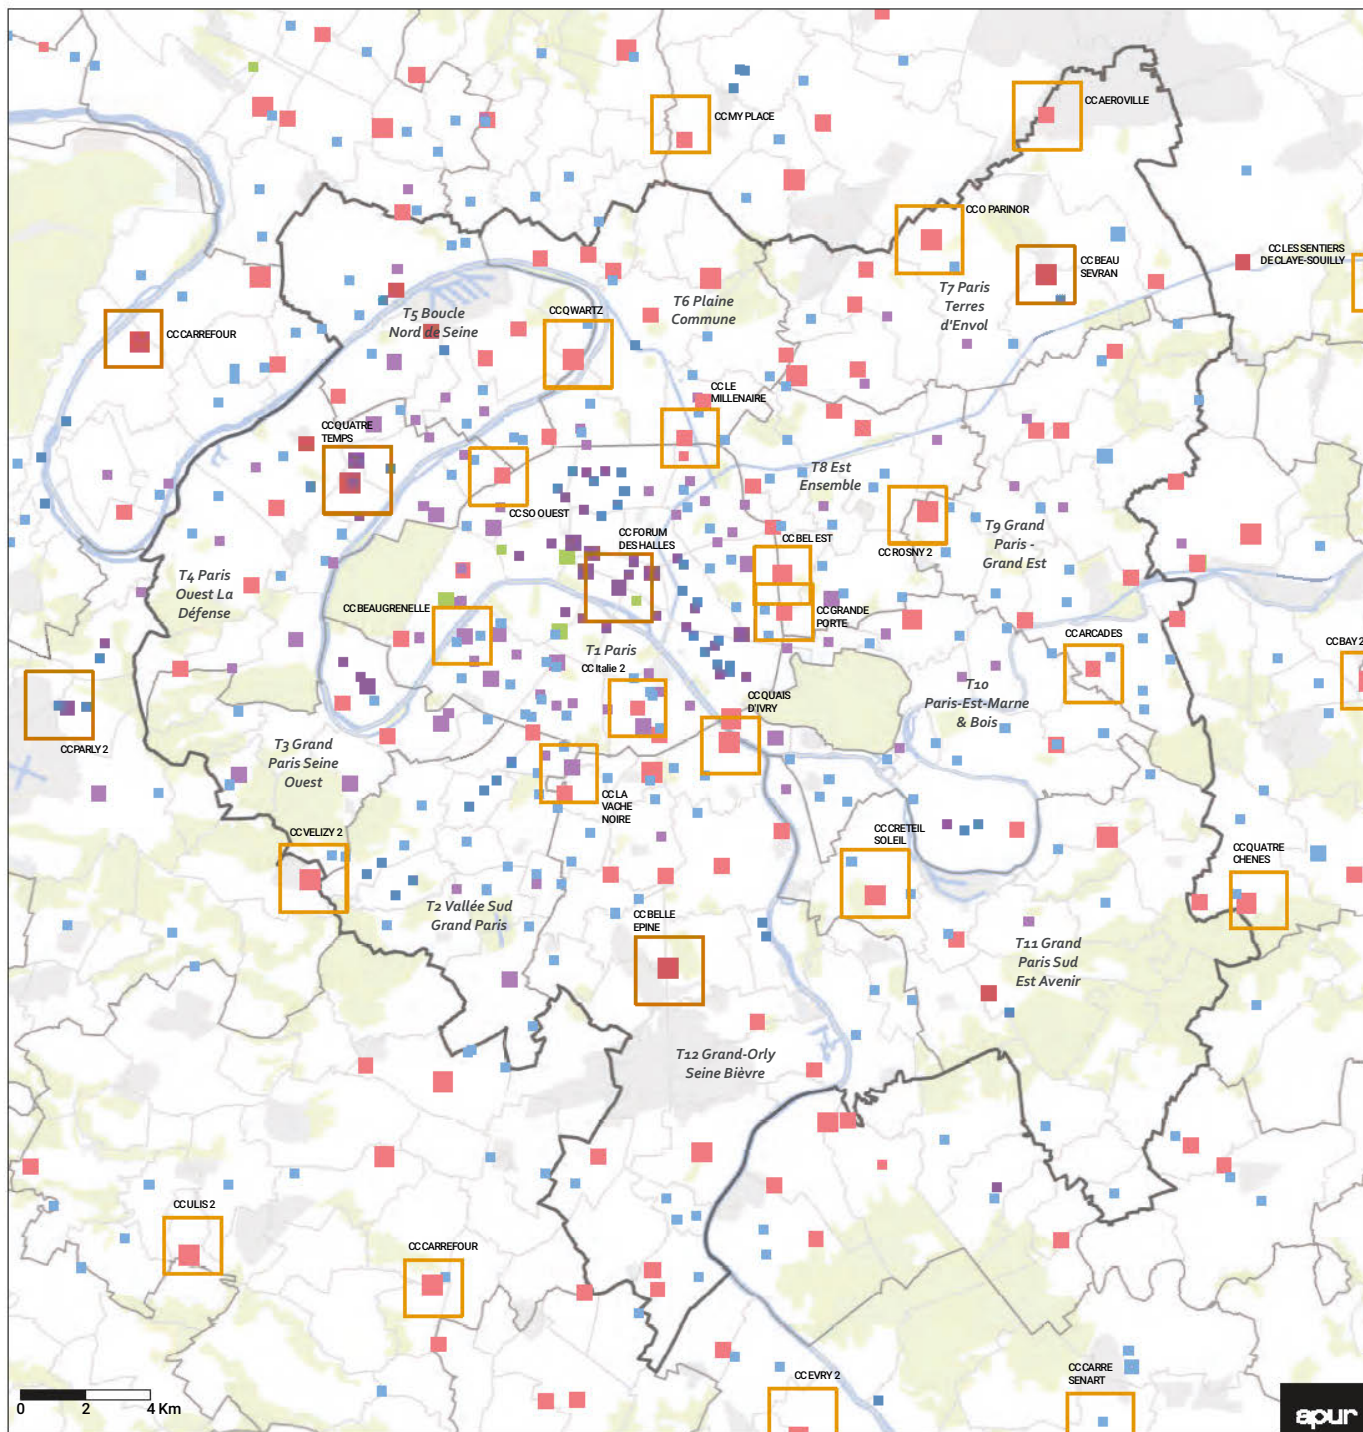 CC AEROVILLE
CC MY PLACE
CC O PARINOR
CC LES SENTIERS
DE CLAYE-SOUILLY
CC BEAU
SEVRAN
T7 Paris
Terres
d'Envol
T6 Plaine
Commune
T5 Boucle
Nord de Seine
CC QWARTZ
CC CARREFOUR
CC LE
MILLENAIRE
CC QUATRE
TEMPS
T8 Est
Ensemble
CC SO OUEST
CC FORUM
DES HALLES
CC BEL EST
CC ROSNY 2
T9 Grand
Paris -
Grand Est
T4 Paris
Ouest La
Défense
CC BEAUGRENELLE
CC GRANDE
PORTE
T1 Paris
CC Italie 2
CC ARCADES
CC BAY 2
T10
Paris-Est-Marne
& Bois
CC QUAIS
D'IVRY
CC PARLY 2
T3 Grand
Paris Seine
Ouest
CC LA
VACHE
NOIRE
CC VELIZY 2
CC CRETEIL
SOLEIL
CC QUATRE
CHENES
T2 Vallée Sud
Grand Paris
CC BELLE
EPINE
T11 Grand
Paris Sud
Est Avenir
T12 Grand-Orly
Seine Bièvre
CC ULIS 2
CC CARREFOUR
CC EVRY 2
CC CARRE
SENART
0 2 4 Km
apur